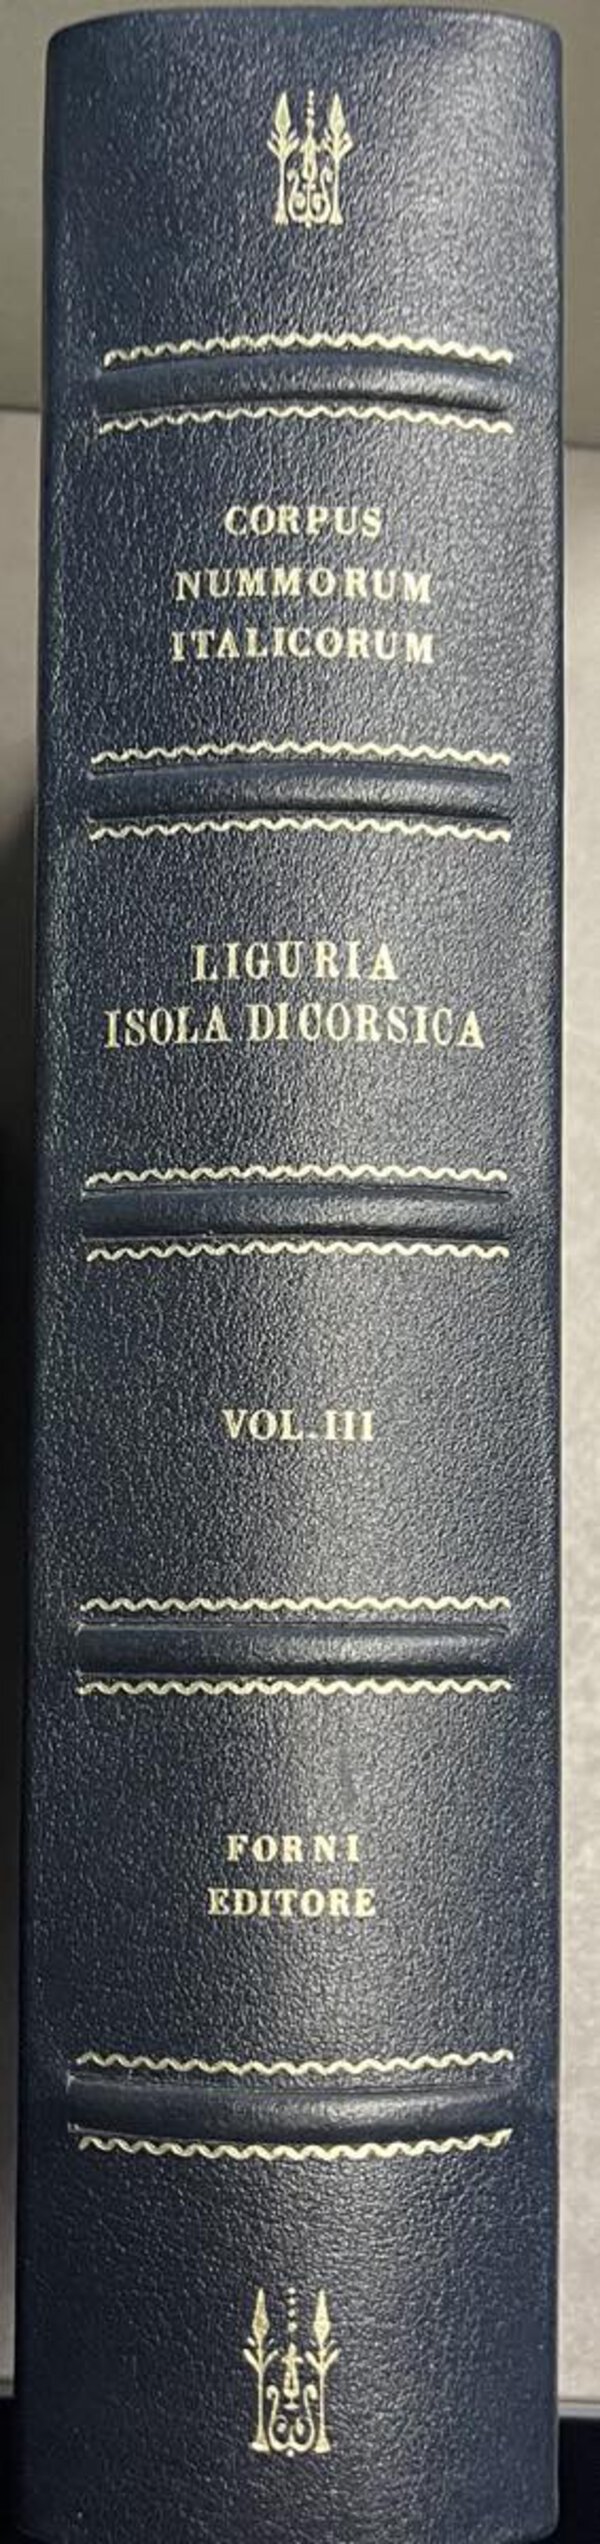 CORPUS
NUMMORUM
ITALICORUM
LIGURIA
ISOLA DI CORSICA
VOL. III
FORNI
EDITORE